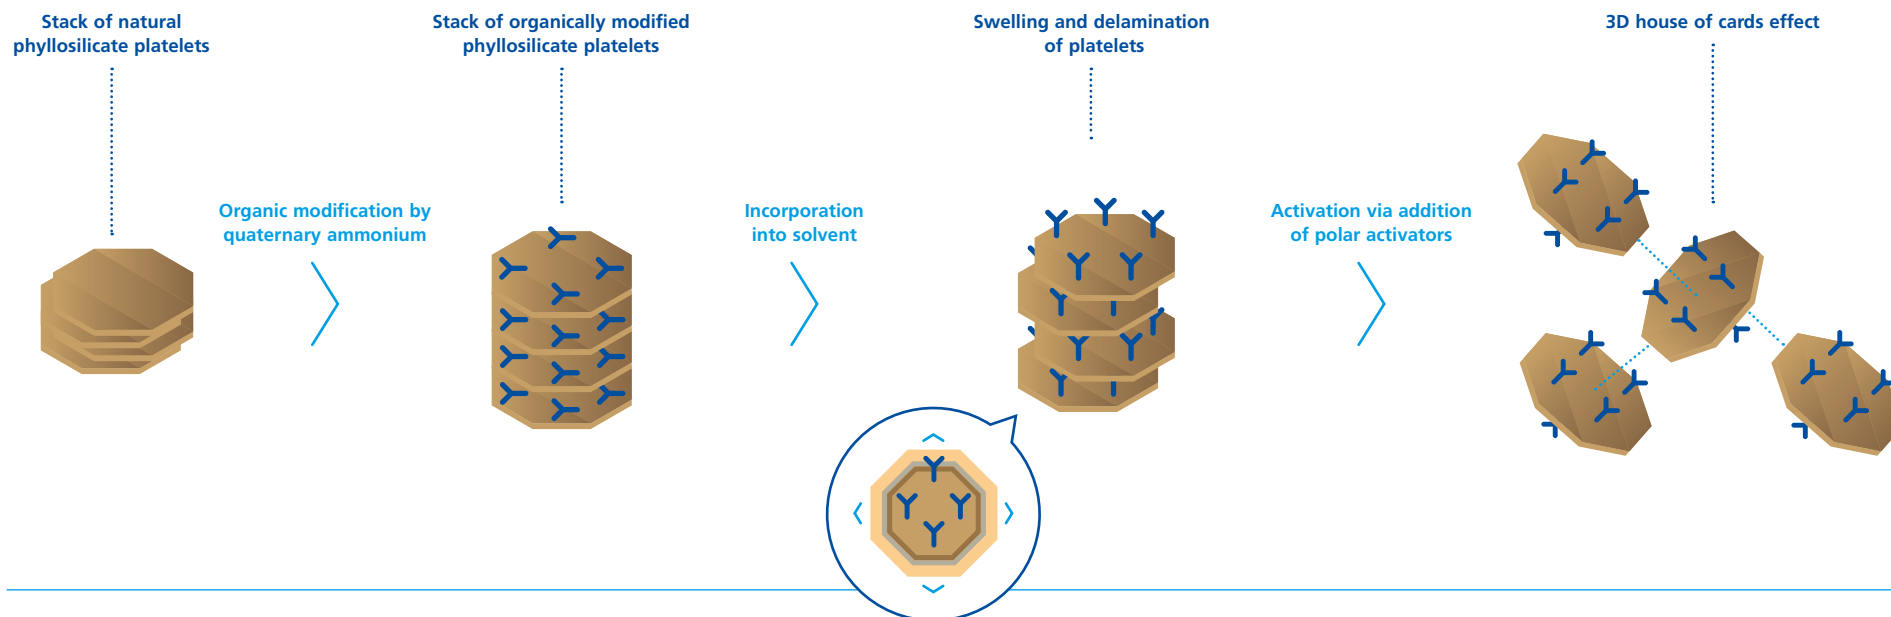 Stack of natural
phyllosilicate platelets
Organic modification by
quaternary ammonium
Stack of organically modified
phyllosilicate platelets
Incorporation
into solvent
Swelling and delamination
of platelets
Activation via addition
of polar activators
3D house of cards effect